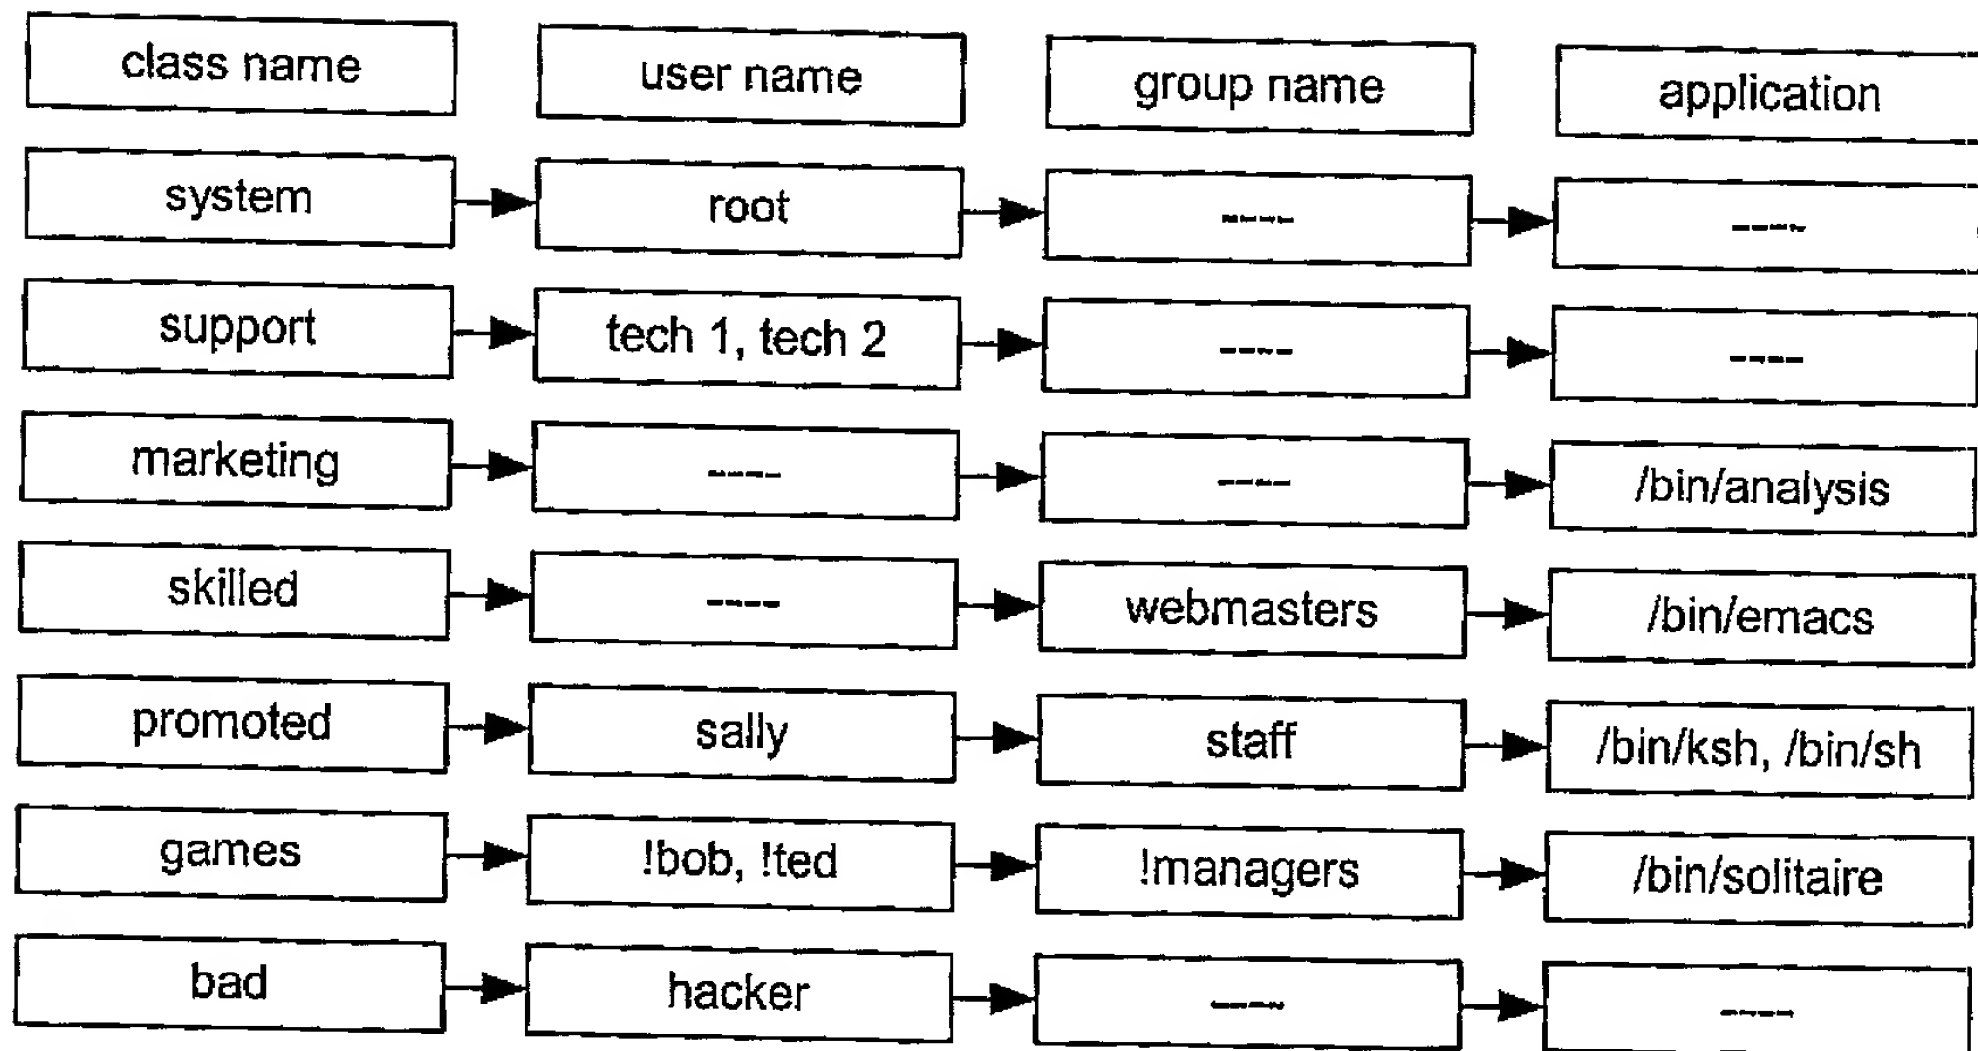 class name user name group name application
system root ---- ----
support tech 1, tech 2 ---- ----
marketing ---- ---- /bin/analysis
skilled ---- webmasters /bin/emacs
promoted sally staff /bin/ksh, /bin/sh
games !bob, !ted !managers /bin/solitaire
bad hacker ---- ----